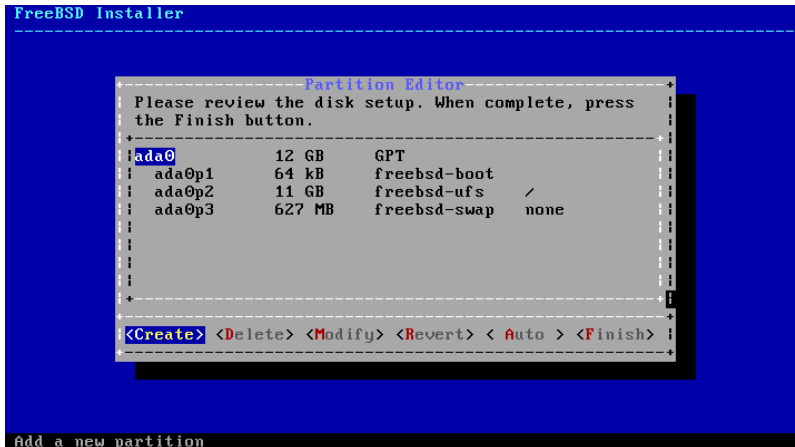 FreeBSD Installer
Partition Editor
Please review the disk setup. When complete, press
the Finish button.
ada0 12 GB GPT
ada0p1 64 kB freebsd-boot
ada0p2 11 GB freebsd-ufs /
ada0p3 627 MB freebsd-swap none
<Create> <Delete> <Modify> <Revert> < Auto > <Finish>
Add a new partition